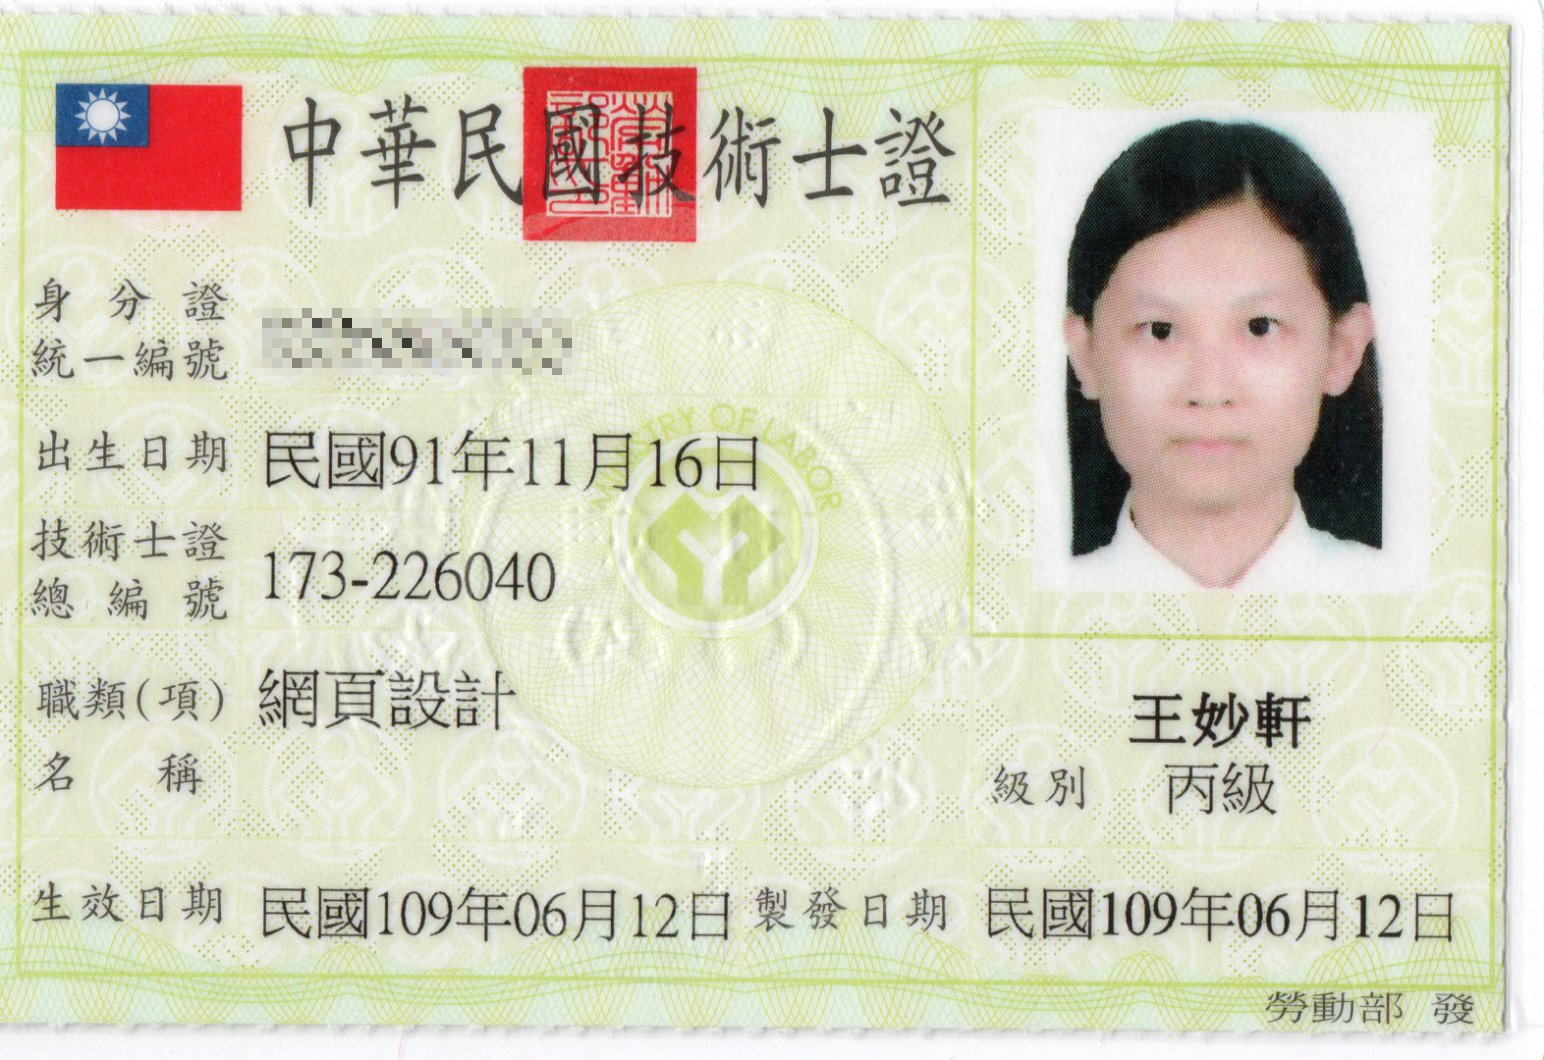 中華民國技術士證
身分證
統一編號
出生日期 民國91年11月16日
技術士證
總編號 173-226040
職類(項) 網頁設計
名稱
王妙軒
級別 丙級
生效日期 民國109年06月12日 製發日期 民國109年06月12日
勞動部 發
MINISTRY OF LABOR